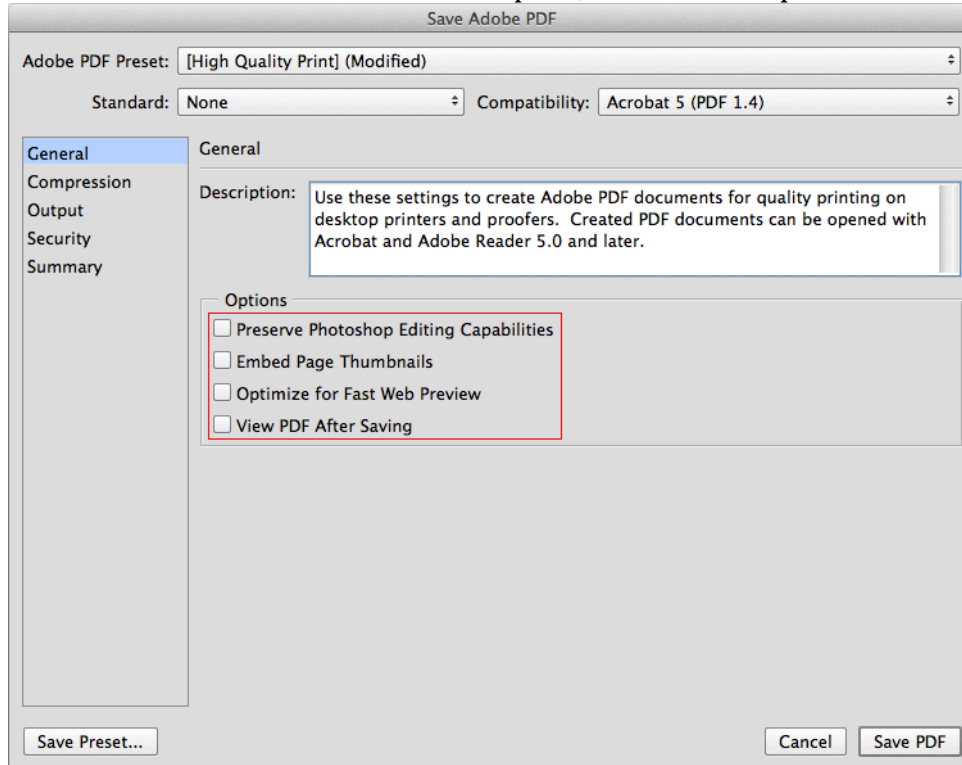 Save Adobe PDF
Adobe PDF Preset: [High Quality Print] (Modified)
Standard: None Compatibility: Acrobat 5 (PDF 1.4)
General
Compression
Output
Security
Summary
General
Description: Use these settings to create Adobe PDF documents for quality printing on
desktop printers and proofers. Created PDF documents can be opened with
Acrobat and Adobe Reader 5.0 and later.
Options
Preserve Photoshop Editing Capabilities
Embed Page Thumbnails
Optimize for Fast Web Preview
View PDF After Saving
Save Preset... Cancel Save PDF